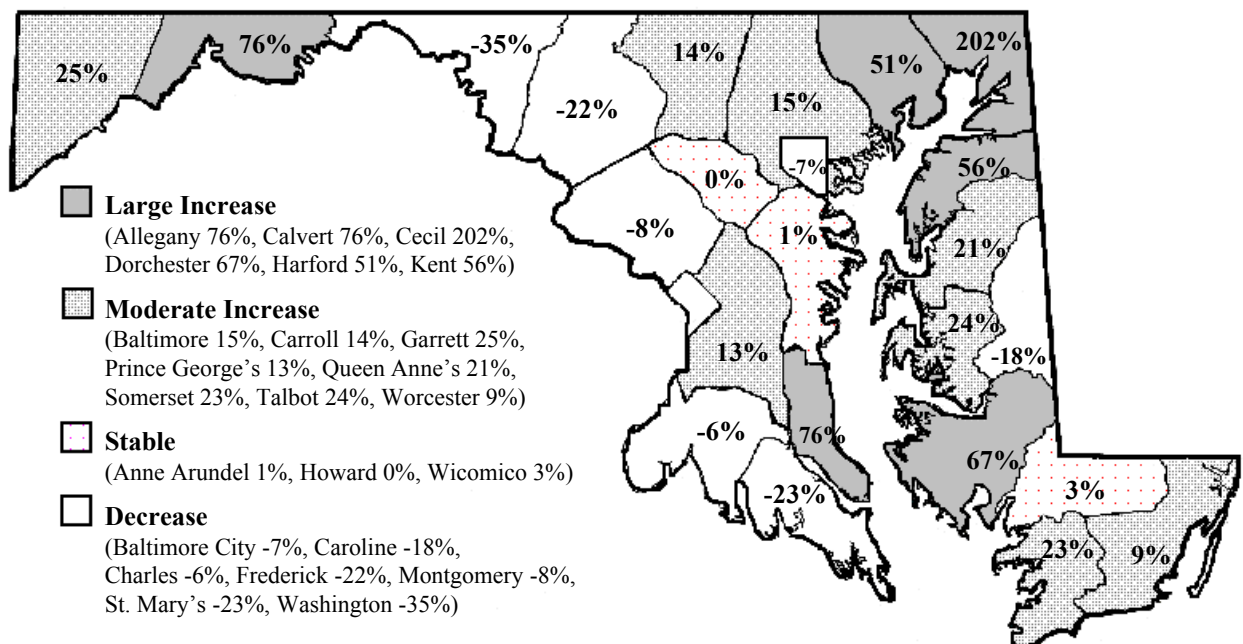 76%
-35%
202%
14%
51%
25%
15%
-22%
-7%
56%
0%
-8%
1%
21%
24%
13%
-18%
76%
-6%
67%
-23%
3%
23%
9%
Large Increase
(Allegany 76%, Calvert 76%, Cecil 202%,
Dorchester 67%, Harford 51%, Kent 56%)
Moderate Increase
(Baltimore 15%, Carroll 14%, Garrett 25%,
Prince George’s 13%, Queen Anne’s 21%,
Somerset 23%, Talbot 24%, Worcester 9%)
Stable
(Anne Arundel 1%, Howard 0%, Wicomico 3%)
Decrease
(Baltimore City -7%, Caroline -18%,
Charles -6%, Frederick -22%, Montgomery -8%,
St. Mary’s -23%, Washington -35%)